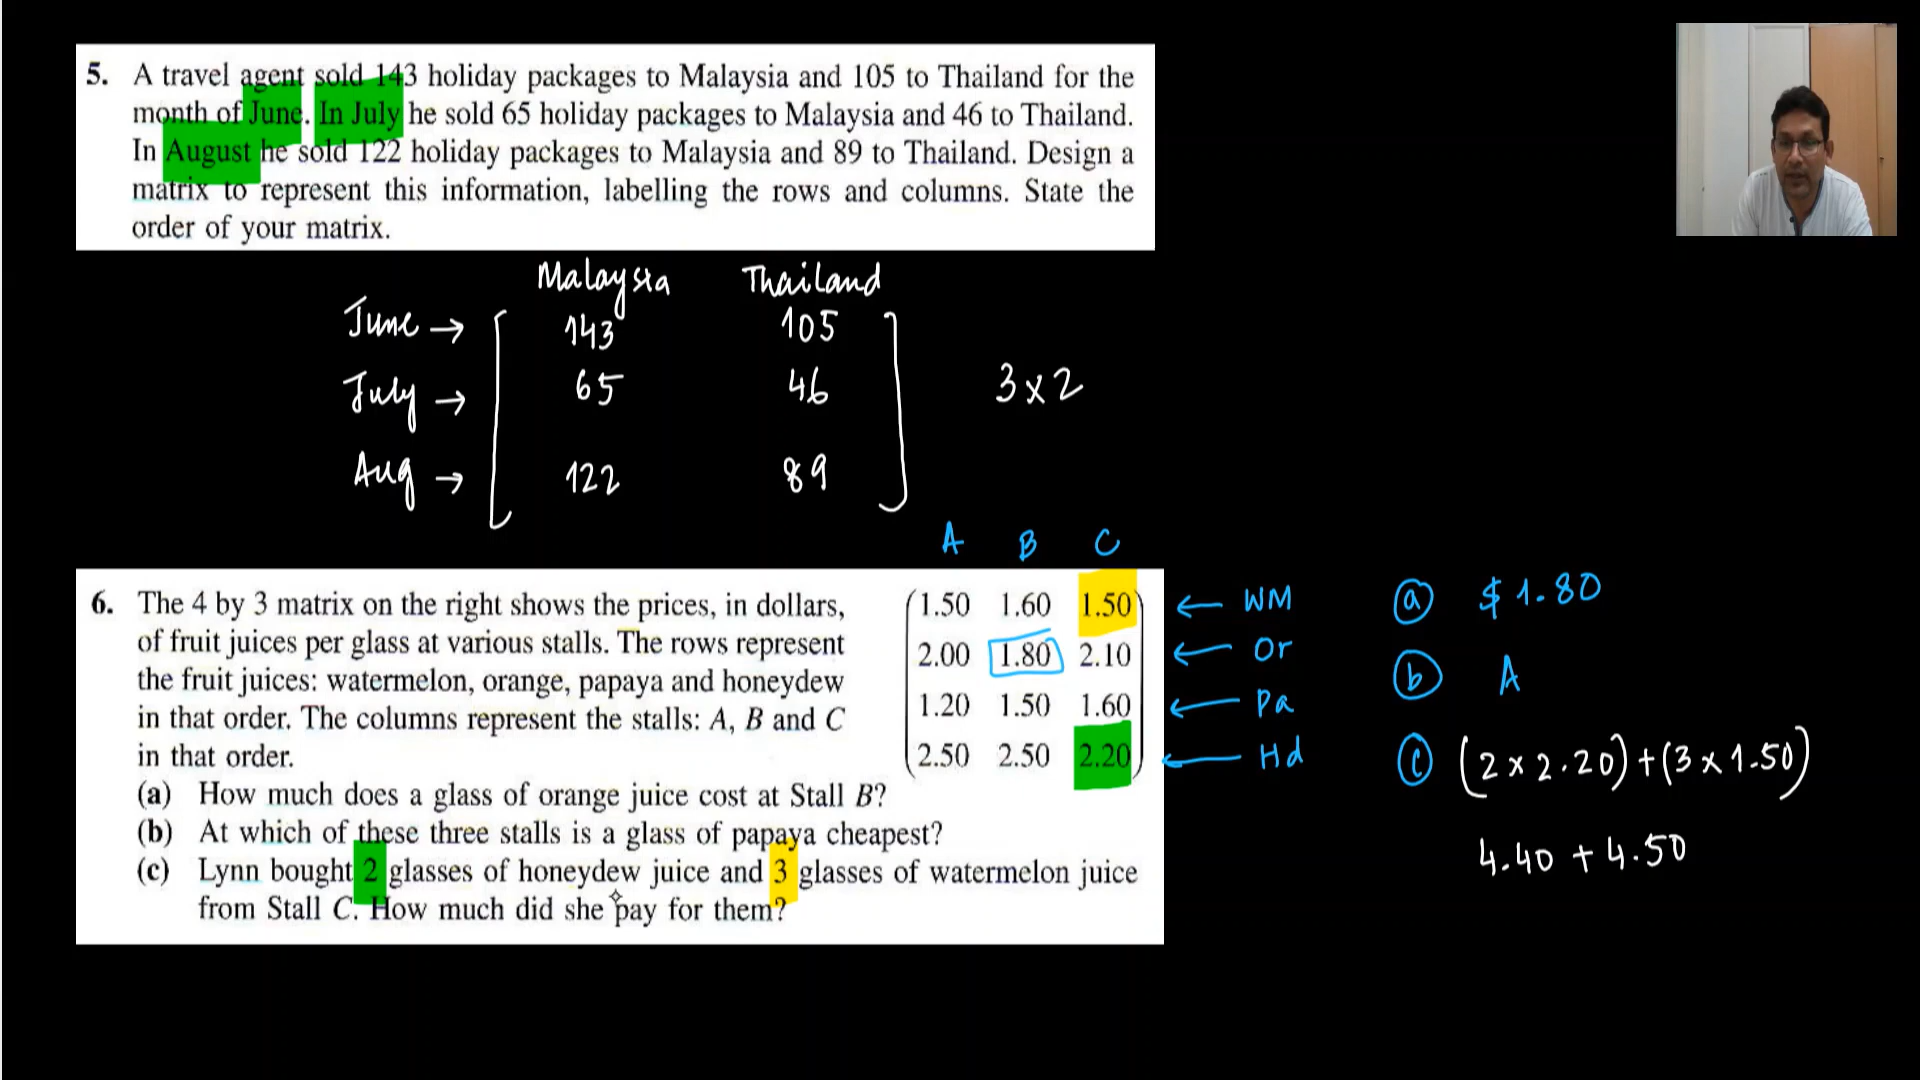 5. A travel agent sold 143 holiday packages to Malaysia and 105 to Thailand for the
month of June. In July he sold 65 holiday packages to Malaysia and 46 to Thailand.
In August he sold 122 holiday packages to Malaysia and 89 to Thailand. Design a
matrix to represent this information, labelling the rows and columns. State the
order of your matrix.
Malaysia Thailand
June → 143 105
July → 65 46 3 x 2
Aug → 122 89
A B C
6. The 4 by 3 matrix on the right shows the prices, in dollars,
of fruit juices per glass at various stalls. The rows represent
the fruit juices: watermelon, orange, papaya and honeydew
in that order. The columns represent the stalls: A, B and C
in that order.
1.50 1.60 1.50 ← WM
2.00 1.80 2.10 ← Or
1.20 1.50 1.60 ← Pa
2.50 2.50 2.20 ← Hd
(a) How much does a glass of orange juice cost at Stall B?
(b) At which of these three stalls is a glass of papaya cheapest?
(c) Lynn bought 2 glasses of honeydew juice and 3 glasses of watermelon juice
from Stall C. How much did she pay for them?
(a) $ 1.80
(b) A
(c) (2 x 2.20) + (3 x 1.50)
4.40 + 4.50